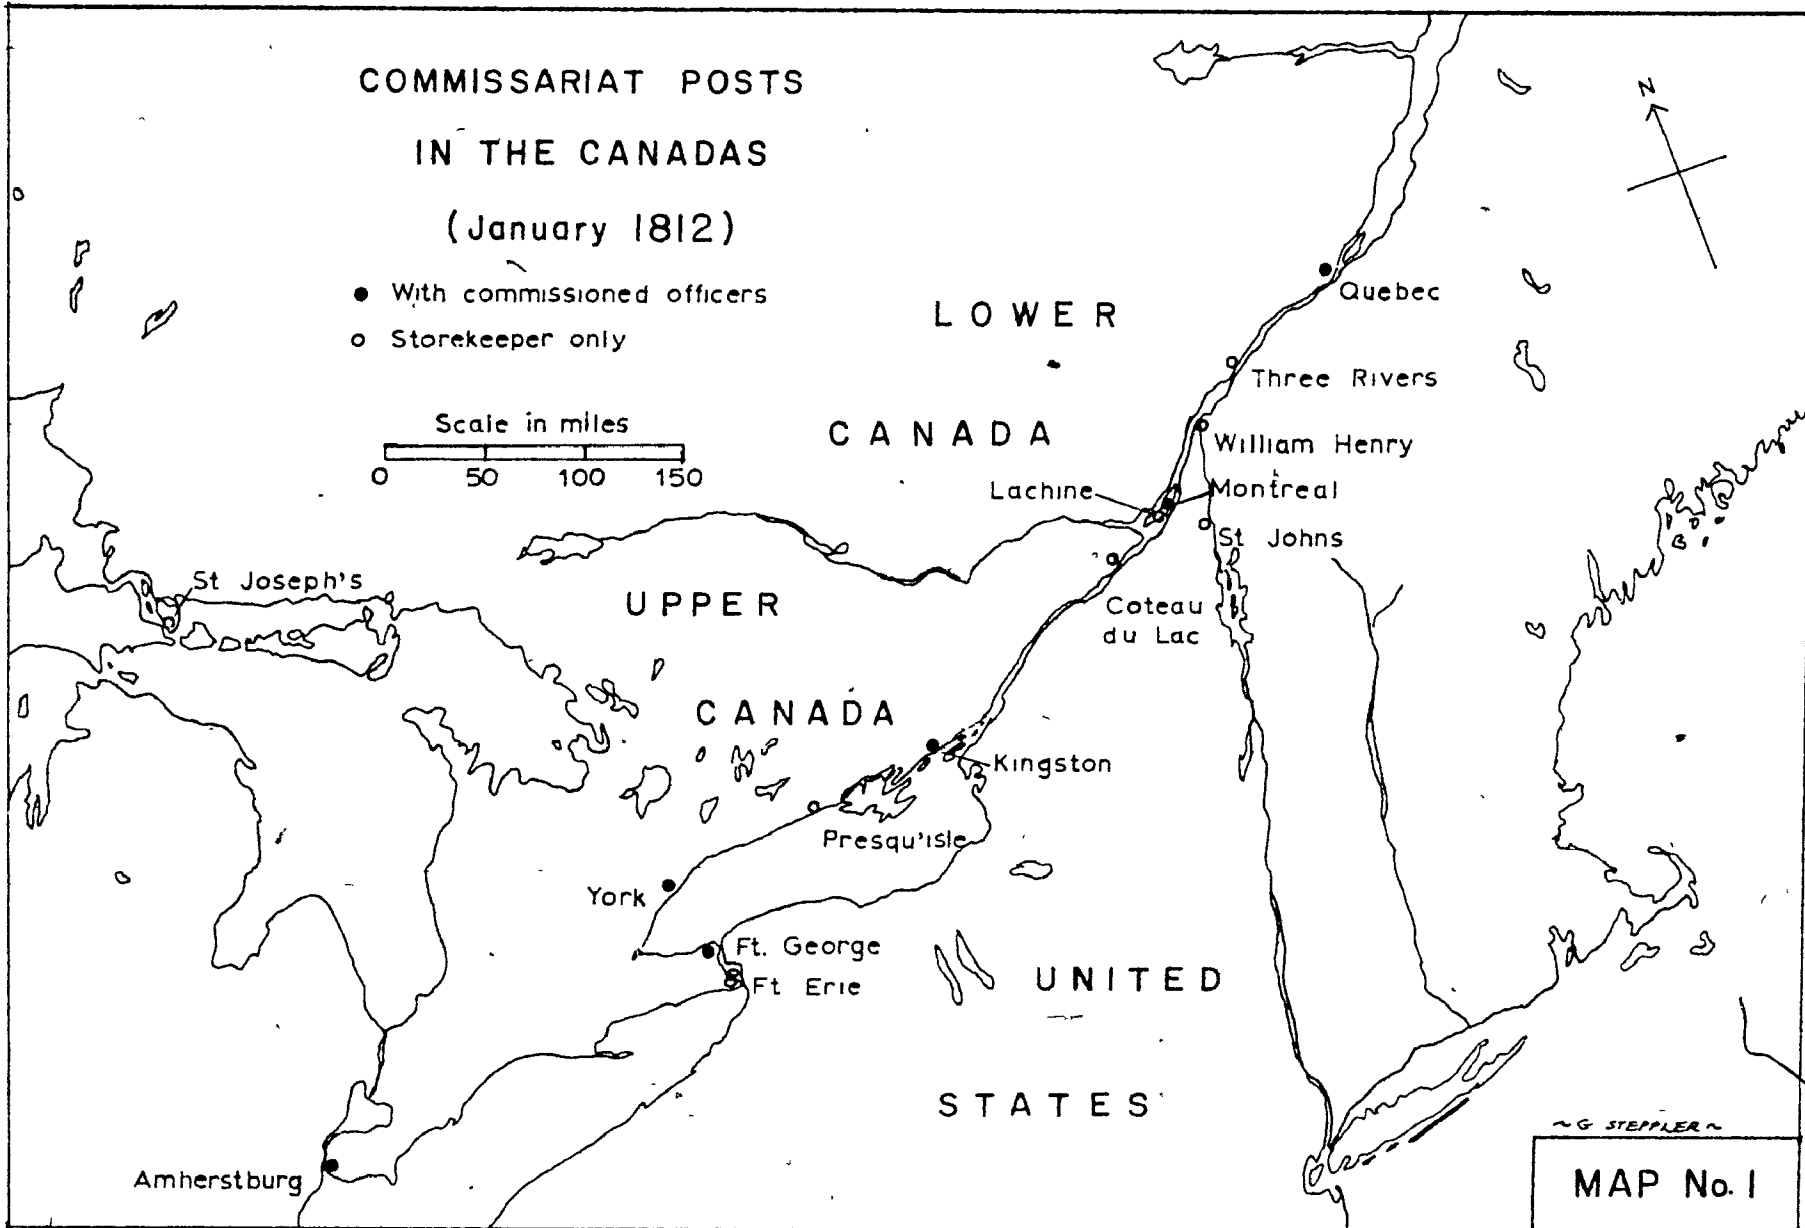 COMMISSARIAT POSTS
IN THE CANADAS
(January 1812)
● With commissioned officers
○ Storekeeper only
Scale in miles
0 50 100 150
N
LOWER
CANADA
Quebec
Three Rivers
William Henry
Lachine
Montreal
St Johns
Coteau
du Lac
St Joseph's
UPPER
CANADA
Kingston
Presqu'isle
York
Ft. George
Ft Erie
UNITED
STATES
Amherstburg
~G STEPPLER~
MAP No. 1